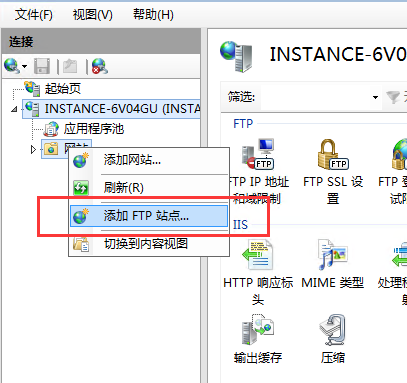 文件(F) 视图(V) 帮助(H)
连接
起始页
INSTANCE-6V04GU (INSTA
应用程序池
网站
添加网站...
刷新(R)
添加 FTP 站点...
切换到内容视图
INSTANCE-6V0
筛选:
FTP
FTP IP 地址和域限制
FTP SSL 设置
FTP
IIS
HTTP 响应标头
MIME 类型
处理程
输出缓存
压缩